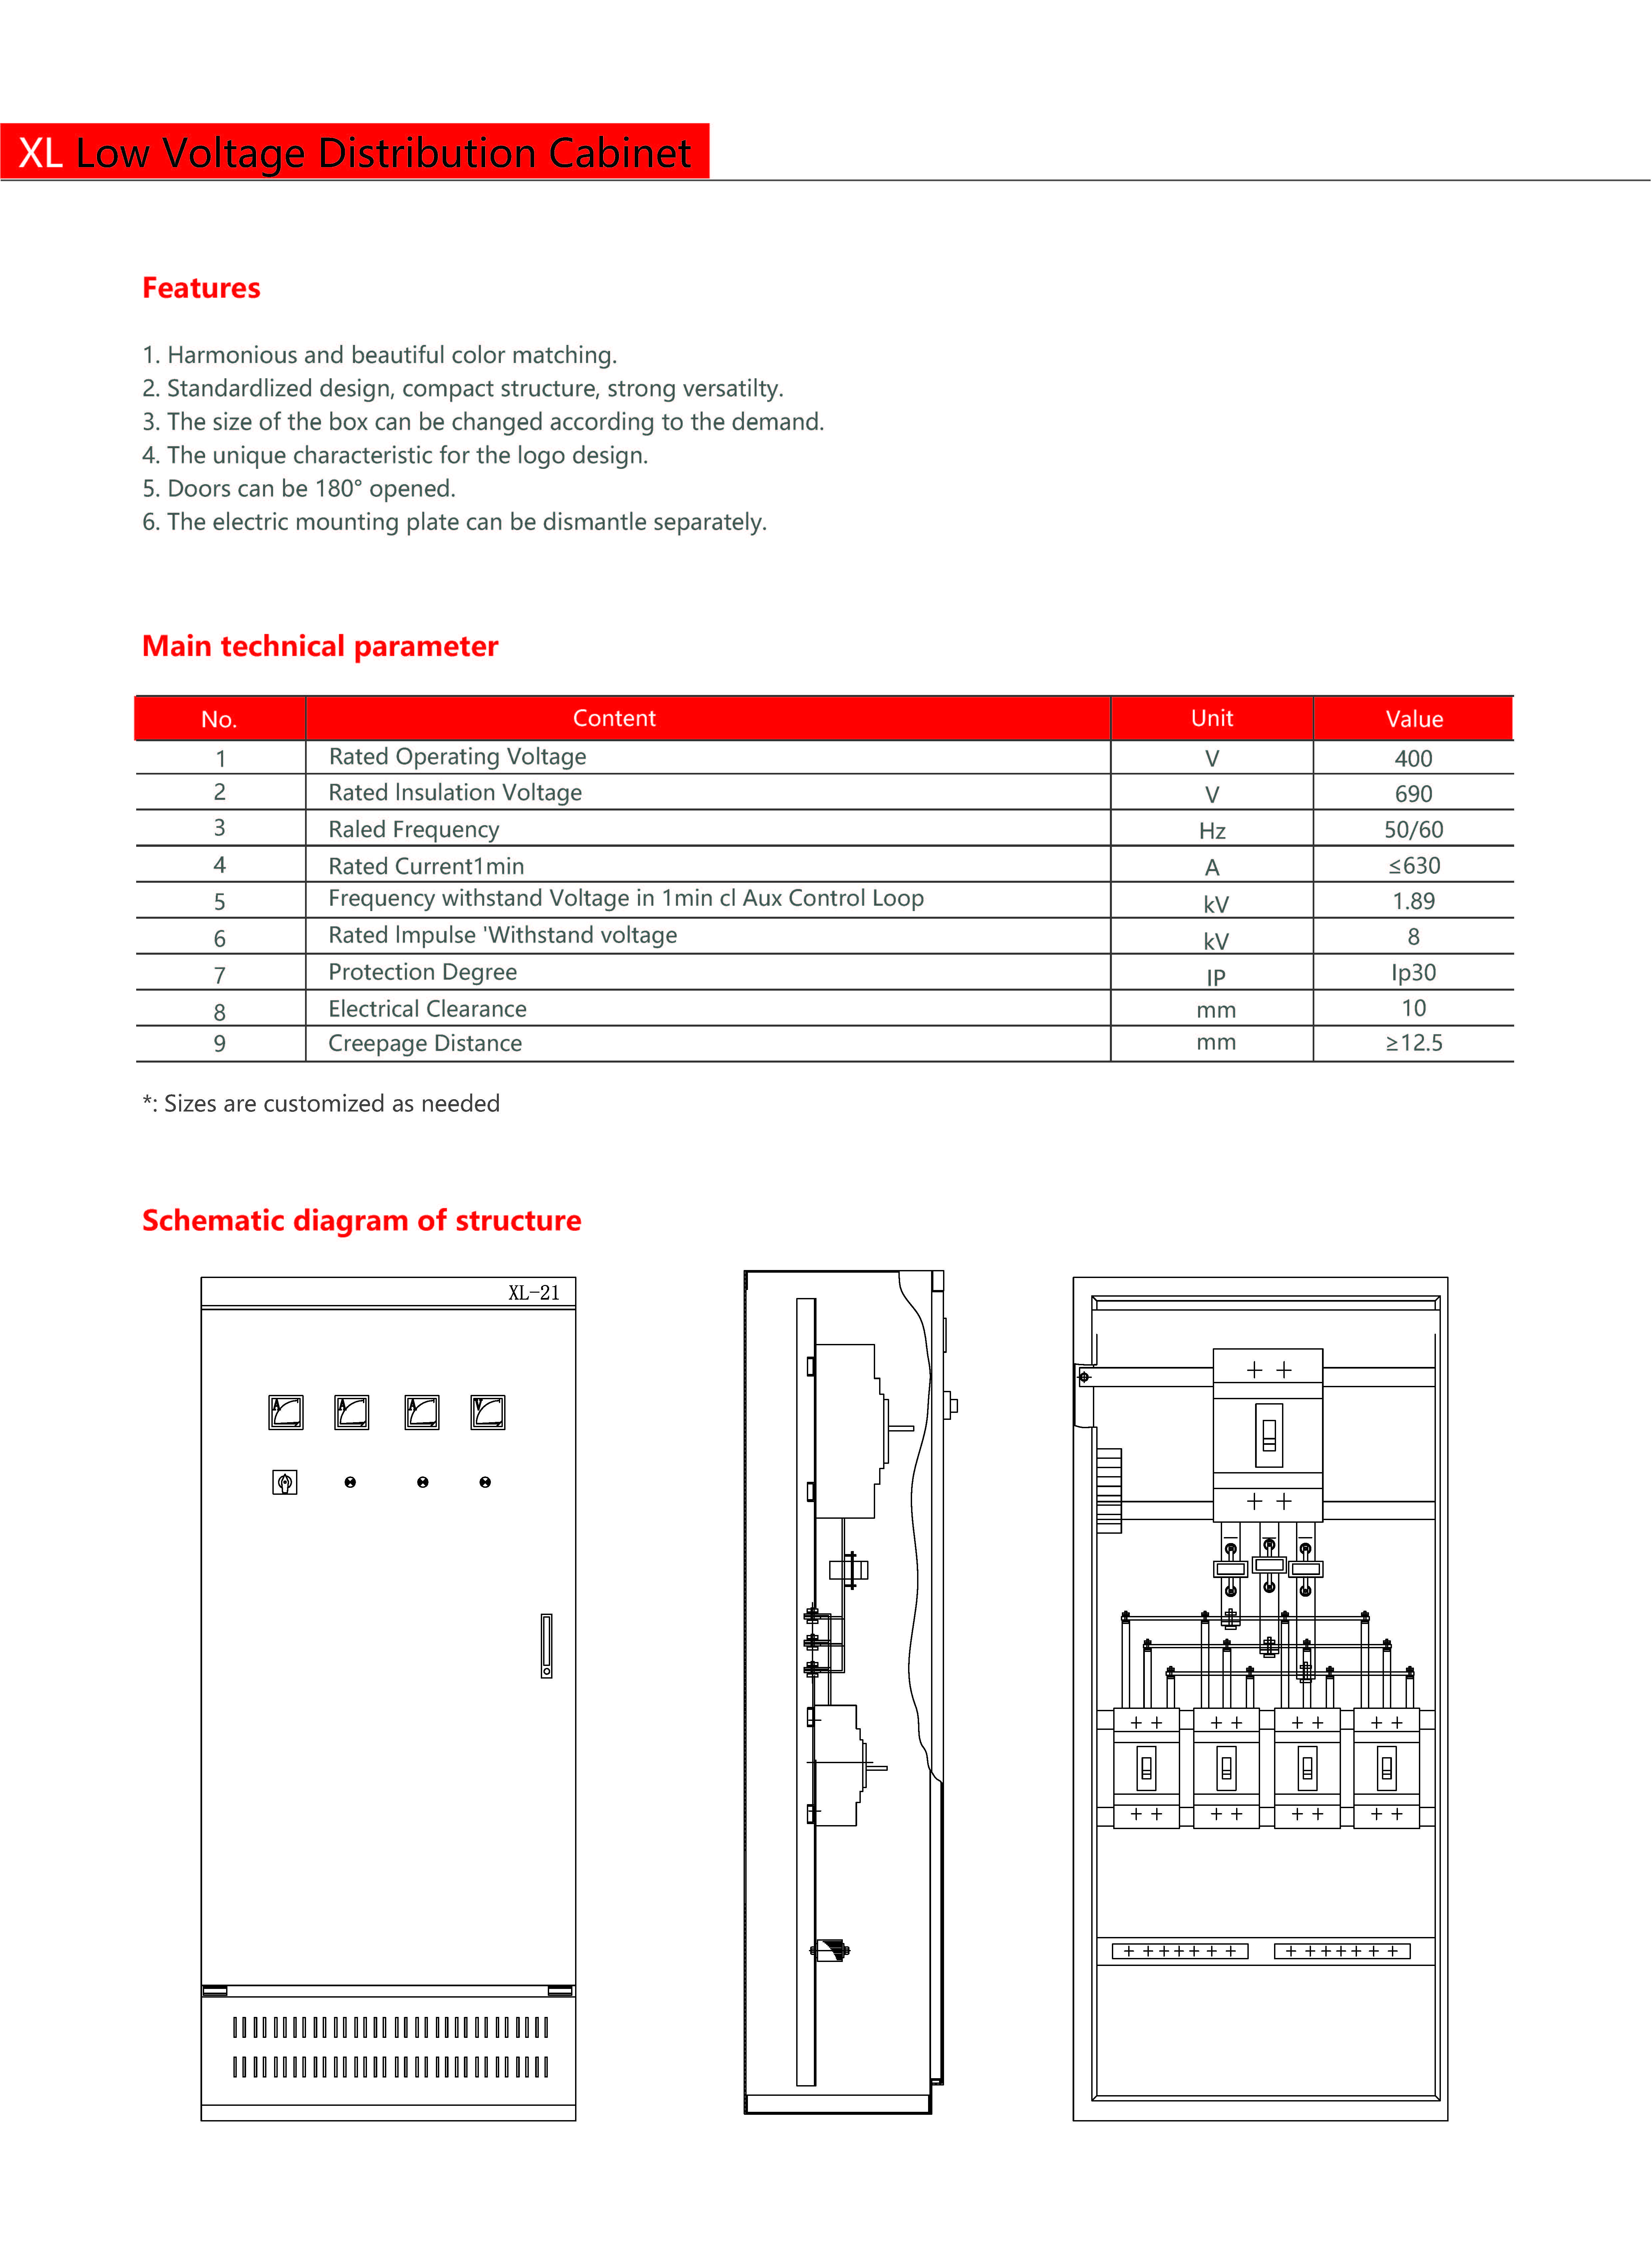 XL Low Voltage Distribution Cabinet
Features
1. Harmonious and beautiful color matching.
2. Standardlized design, compact structure, strong versatilty.
3. The size of the box can be changed according to the demand.
4. The unique characteristic for the logo design.
5. Doors can be 180° opened.
6. The electric mounting plate can be dismantle separately.
Main technical parameter
No. Content Unit Value
1 Rated Operating Voltage V 400
2 Rated lnsulation Voltage V 690
3 Raled Frequency Hz 50/60
4 Rated Current1min A ≤630
5 Frequency withstand Voltage in 1min cl Aux Control Loop kV 1.89
6 Rated lmpulse 'Withstand voltage kV 8
7 Protection Degree IP Ip30
8 Electrical Clearance mm 10
9 Creepage Distance mm ≥12.5
*: Sizes are customized as needed
Schematic diagram of structure
XL-21
A A A V